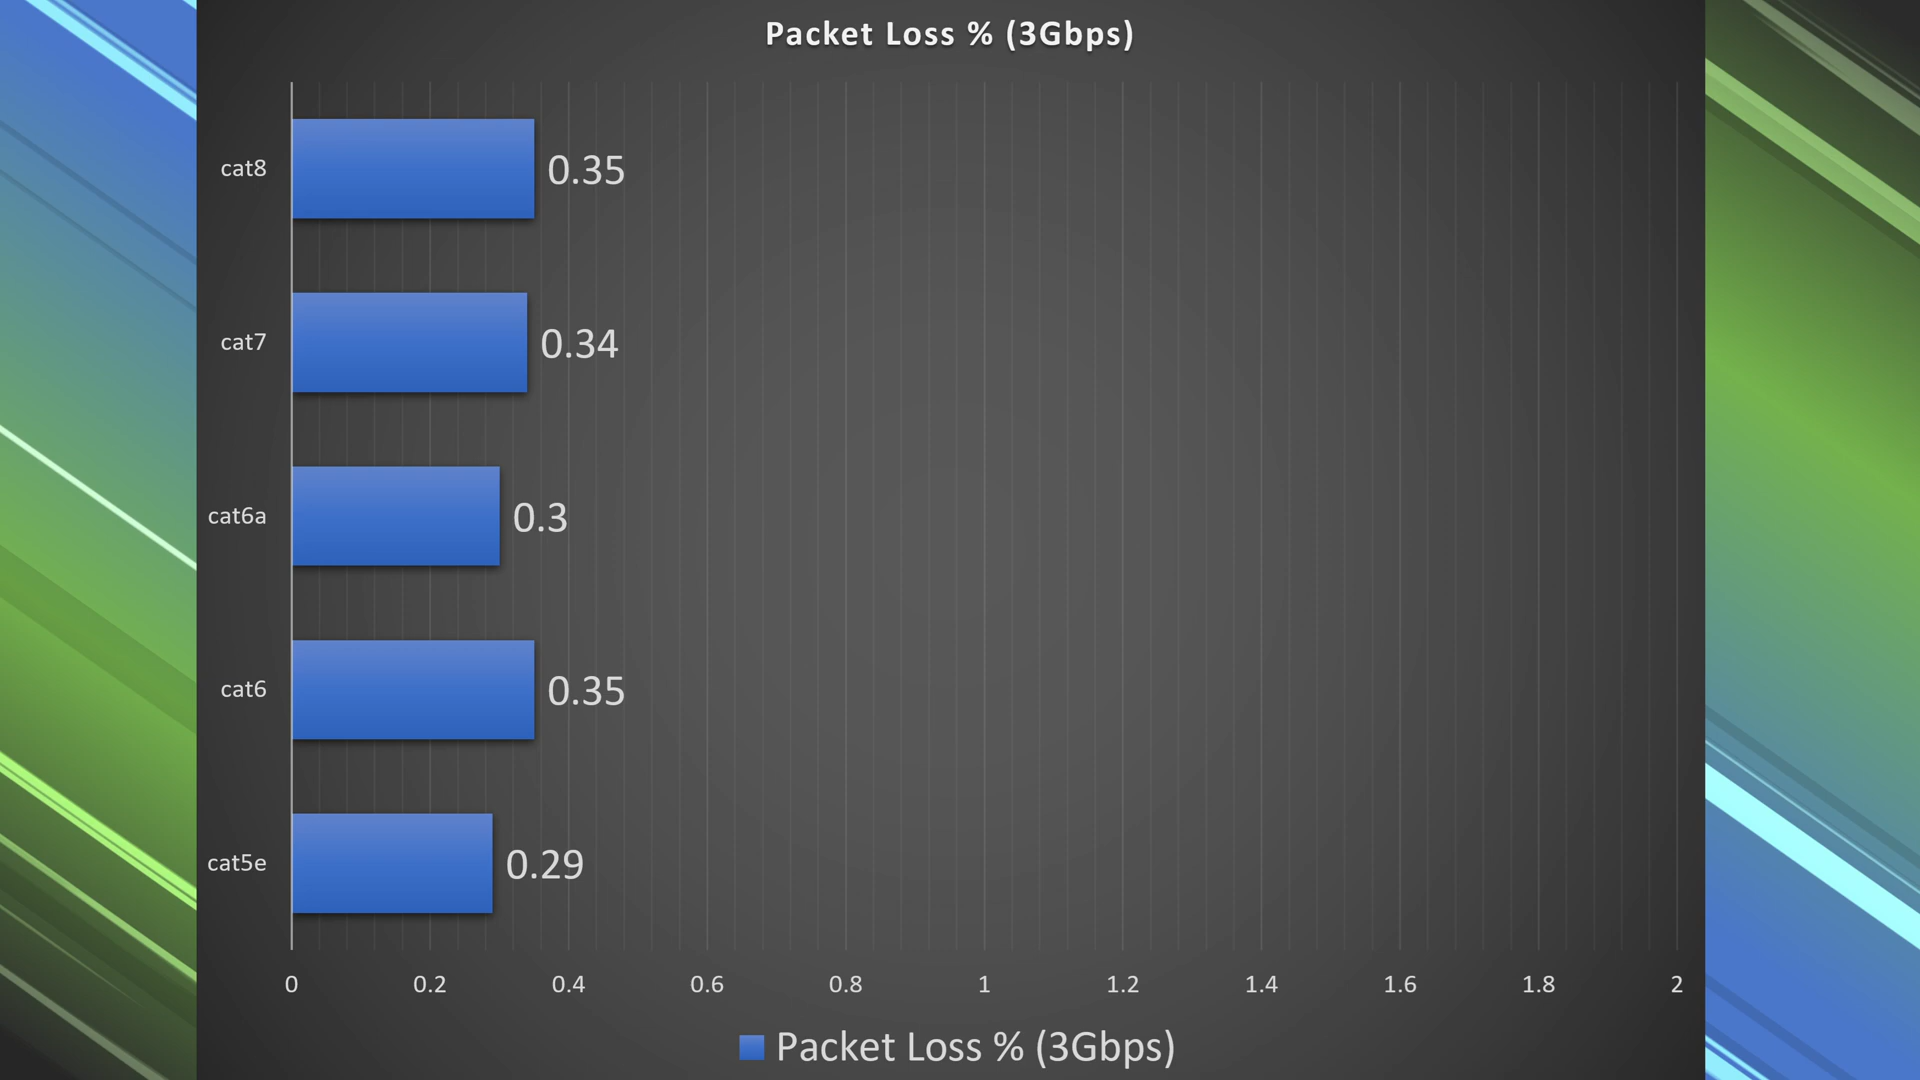 Packet Loss % (3Gbps)
cat8 0.35
cat7 0.34
cat6a 0.3
cat6 0.35
cat5e 0.29
0 0.2 0.4 0.6 0.8 1 1.2 1.4 1.6 1.8 2
Packet Loss % (3Gbps)